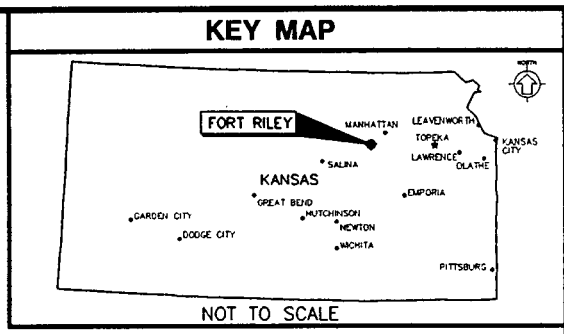 KEY MAP
NORTH
FORT RILEY
MANHATTAN
LEAVENWORTH
TOPEKA
KANSAS
CITY
LAWRENCE
OLATHE
SALINA
KANSAS
EMPORIA
GREAT BEND
HUTCHINSON
NEWTON
GARDEN CITY
DODGE CITY
WICHITA
PITTSBURG
NOT TO SCALE